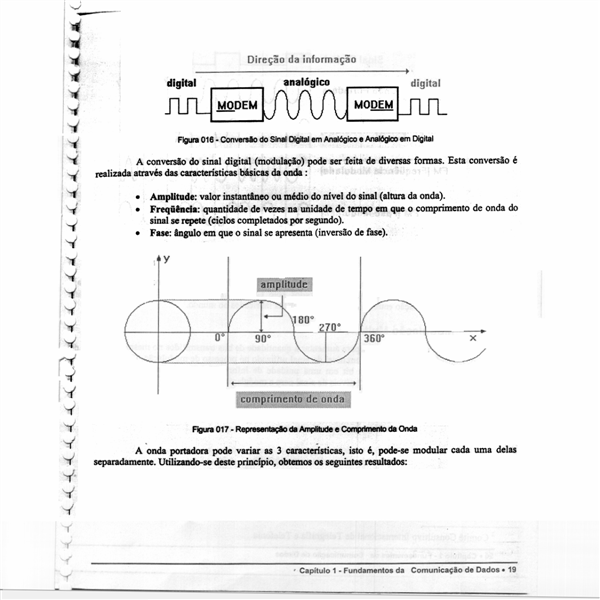 Direção da informação
digital analógico digital
MODEM MODEM
Figura 016 - Conversão do Sinal Digital em Analógico e Analógico em Digital
A conversão do sinal digital (modulação) pode ser feita de diversas formas. Esta conversão é
realizada através das características básicas da onda :
• Amplitude: valor instantâneo ou médio do nível do sinal (altura da onda).
• Freqüência: quantidade de vezes na unidade de tempo em que o comprimento de onda do
sinal se repete (ciclos completados por segundo).
• Fase: ângulo em que o sinal se apresenta (inversão de fase).
y
amplitude
180°
270°
0° 90° 360° x
comprimento de onda
Figura 017 - Representação da Amplitude e Comprimento da Onda
A onda portadora pode variar as 3 características, isto é, pode-se modular cada uma delas
separadamente. Utilizando-se deste princípio, obtemos os seguintes resultados:
Capítulo 1 - Fundamentos da Comunicação de Dados • 19